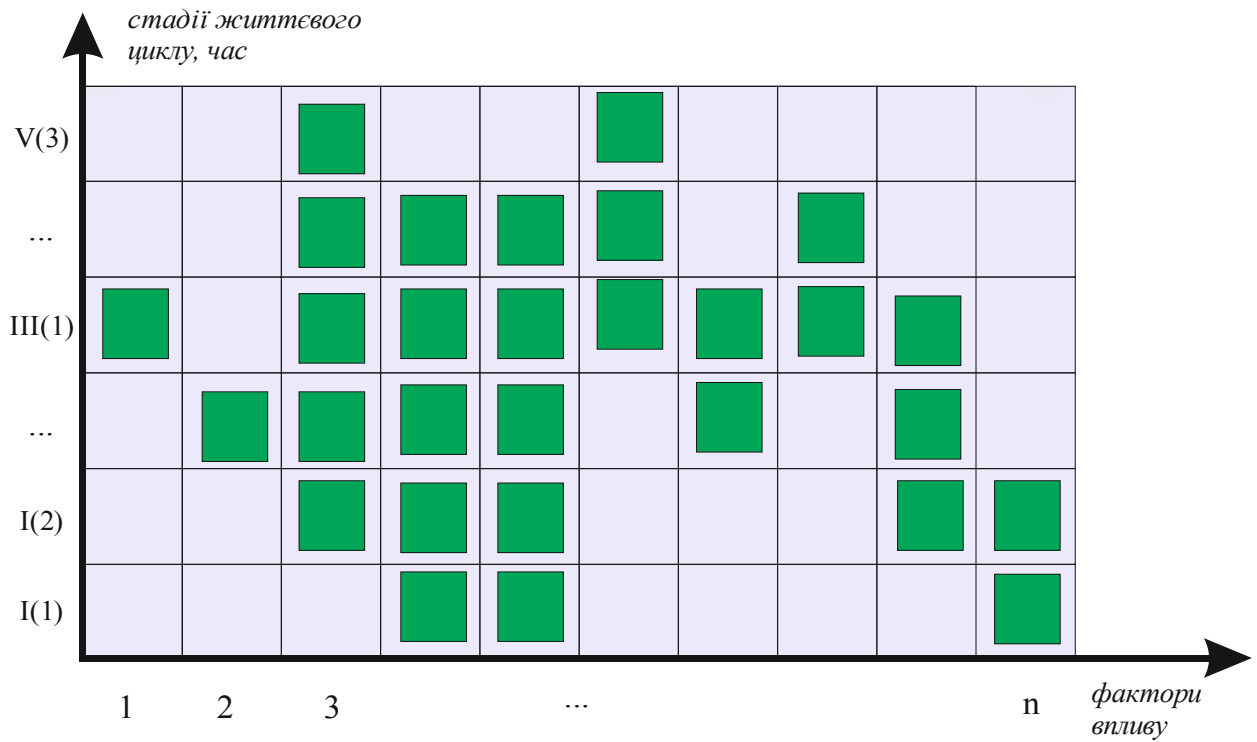 стадії життєвого
циклу, час
V(3)
...
III(1)
...
I(2)
I(1)
1 2 3 ... n
фактори
впливу